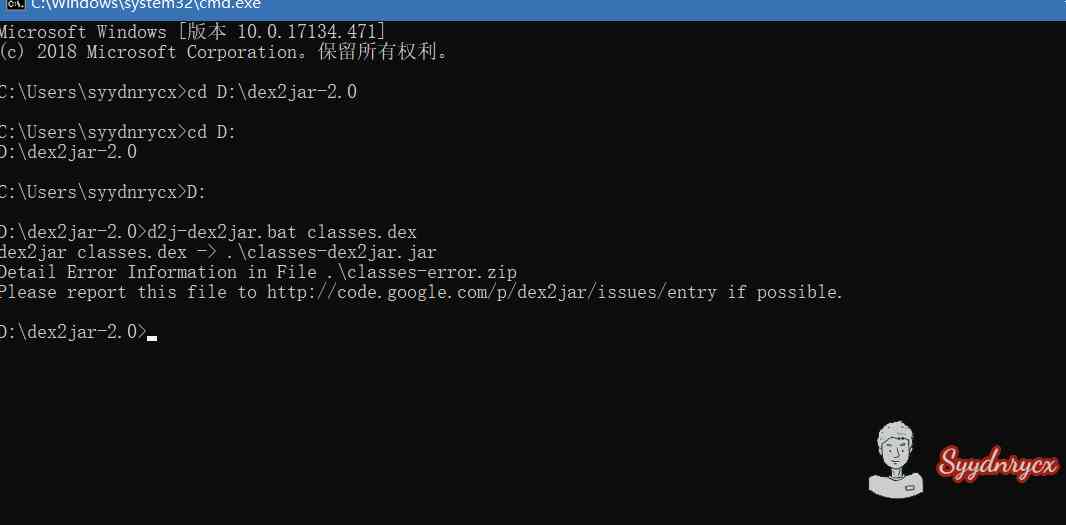 C:\Windows\system32\cmd.exe
Microsoft Windows [版本 10.0.17134.471]
(c) 2018 Microsoft Corporation。保留所有权利。
C:\Users\syydnrycx>cd D:\dex2jar-2.0
C:\Users\syydnrycx>cd D:
D:\dex2jar-2.0
C:\Users\syydnrycx>D:
D:\dex2jar-2.0>d2j-dex2jar.bat classes.dex
dex2jar classes.dex -> .\classes-dex2jar.jar
Detail Error Information in File .\classes-error.zip
Please report this file to http://code.google.com/p/dex2jar/issues/entry if possible.
D:\dex2jar-2.0>
Syydnrycx